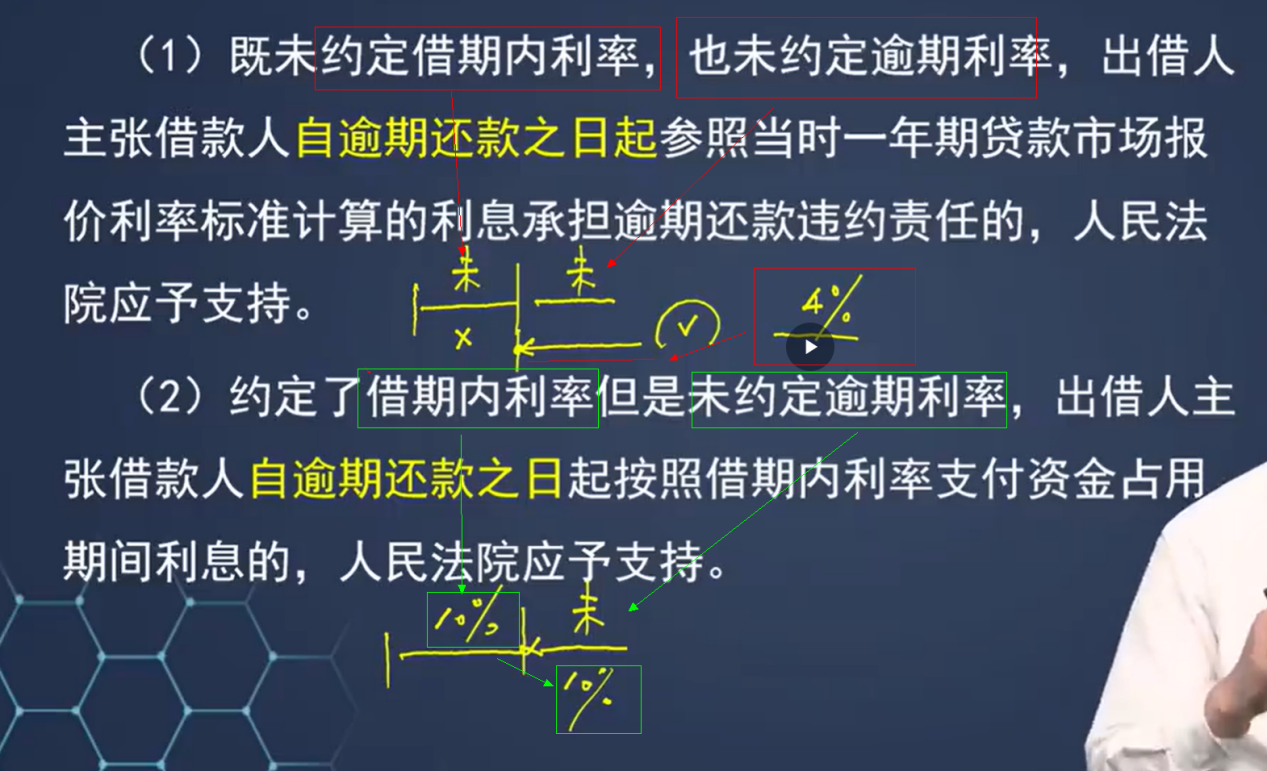 （1）既未约定借期内利率，也未约定逾期利率，出借人
主张借款人自逾期还款之日起参照当时一年期贷款市场报
价利率标准计算的利息承担逾期还款违约责任的，人民法
院应予支持。
未 未
4%
×
（2）约定了借期内利率但是未约定逾期利率，出借人主
张借款人自逾期还款之日起按照借期内利率支付资金占用
期间利息的，人民法院应予支持。
10% 未
10%